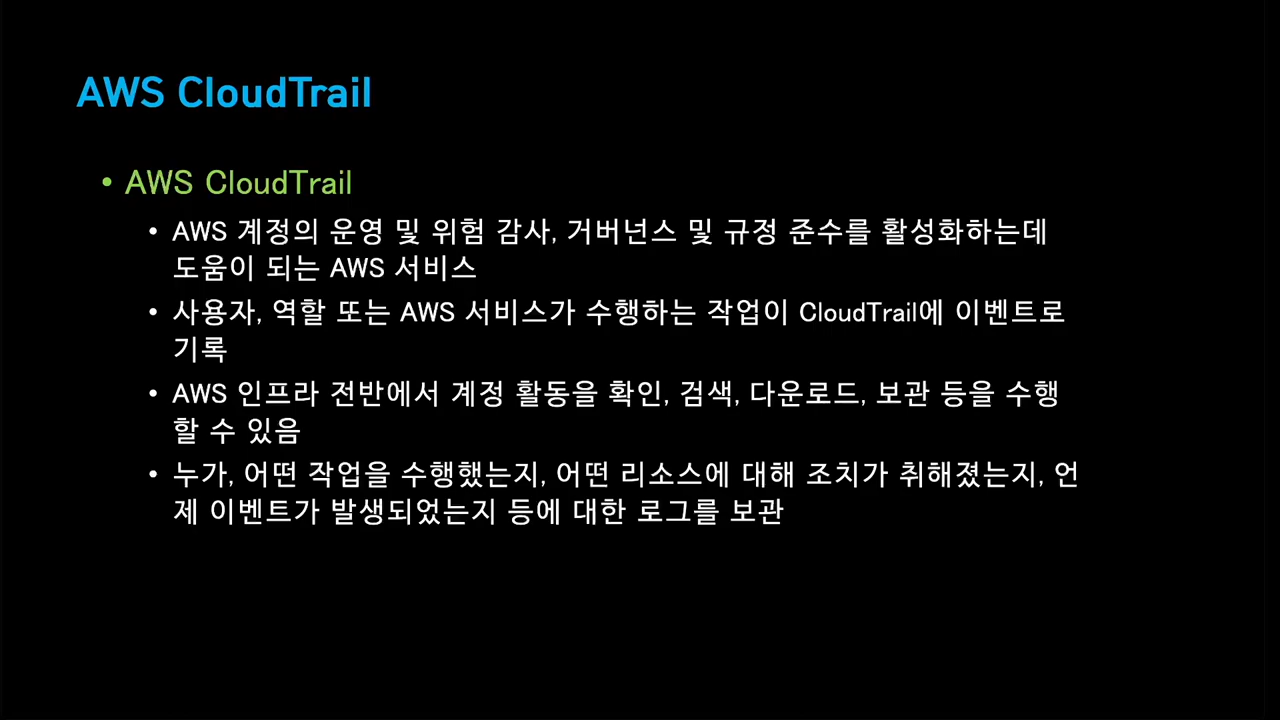 AWS CloudTrail
• AWS CloudTrail
• AWS 계정의 운영 및 위험 감사, 거버넌스 및 규정 준수를 활성화하는데
도움이 되는 AWS 서비스
• 사용자, 역할 또는 AWS 서비스가 수행하는 작업이 CloudTrail에 이벤트로
기록
• AWS 인프라 전반에서 계정 활동을 확인, 검색, 다운로드, 보관 등을 수행
할 수 있음
• 누가, 어떤 작업을 수행했는지, 어떤 리소스에 대해 조치가 취해졌는지, 언
제 이벤트가 발생되었는지 등에 대한 로그를 보관